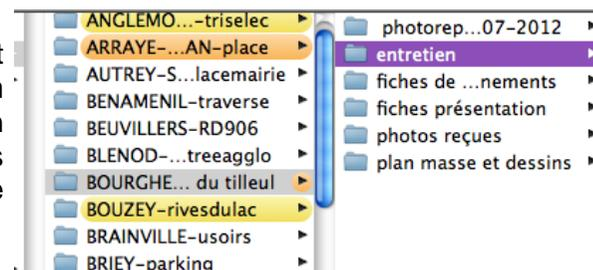 ANGLEMO...-triselec
ARRAYE-...AN-place
AUTREY-S...lacemairie
BENAMENIL-traverse
BEUVILLERS-RD906
BLENOD-...treeagglo
BOURGHE... du tilleul
BOUZEY-rivesdulac
BRAINVILLE-usoirs
BRIEY-parking
photorep...07-2012
entretien
fiches de ...nements
fiches présentation
photos reçues
plan masse et dessins